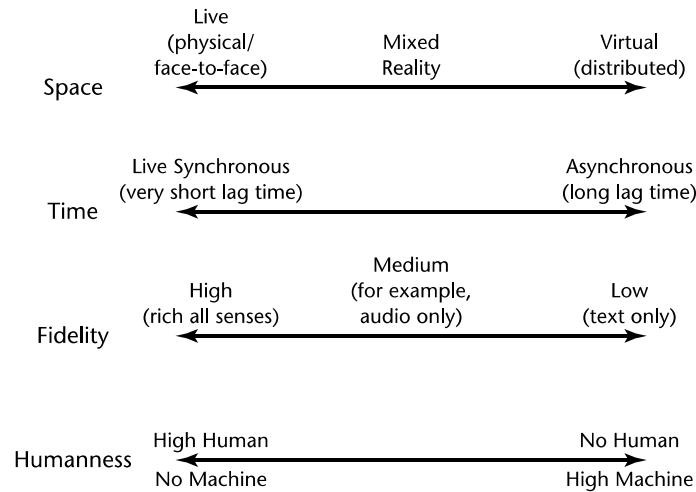 Live
(physical/
face-to-face)
Mixed
Reality
Virtual
(distributed)
Space
Live Synchronous
(very short lag time)
Asynchronous
(long lag time)
Time
High
(rich all senses)
Medium
(for example,
audio only)
Low
(text only)
Fidelity
High Human
No Human
Humanness
No Machine
High Machine